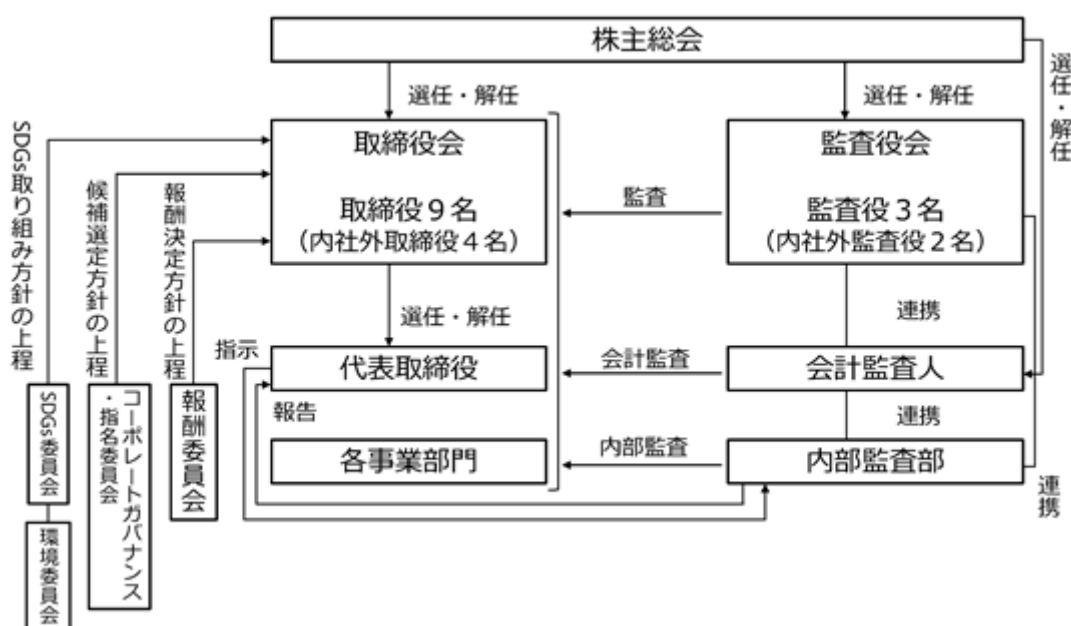 株主総会
選任・解任
選任・解任
選任・解任
取締役会
取締役９名
（内社外取締役４名）
監査
監査役会
監査役３名
（内社外監査役２名）
SDGs取り組み方針の上程
候補選定方針の上程
報酬決定方針の上程
選任・解任
連携
指示
代表取締役
会計監査
会計監査人
報告
連携
各事業部門
内部監査
内部監査部
連携
SDGs委員会
コーポレートガバナンス
・指名委員会
報酬委員会
環境委員会